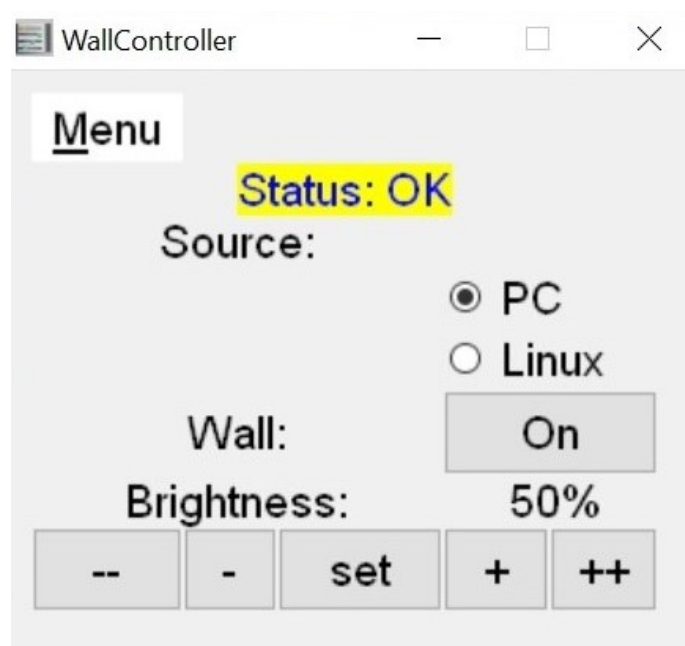 WallController
Menu
Status: OK
Source:
PC
Linux
Wall: On
Brightness: 50%
-- - set + ++